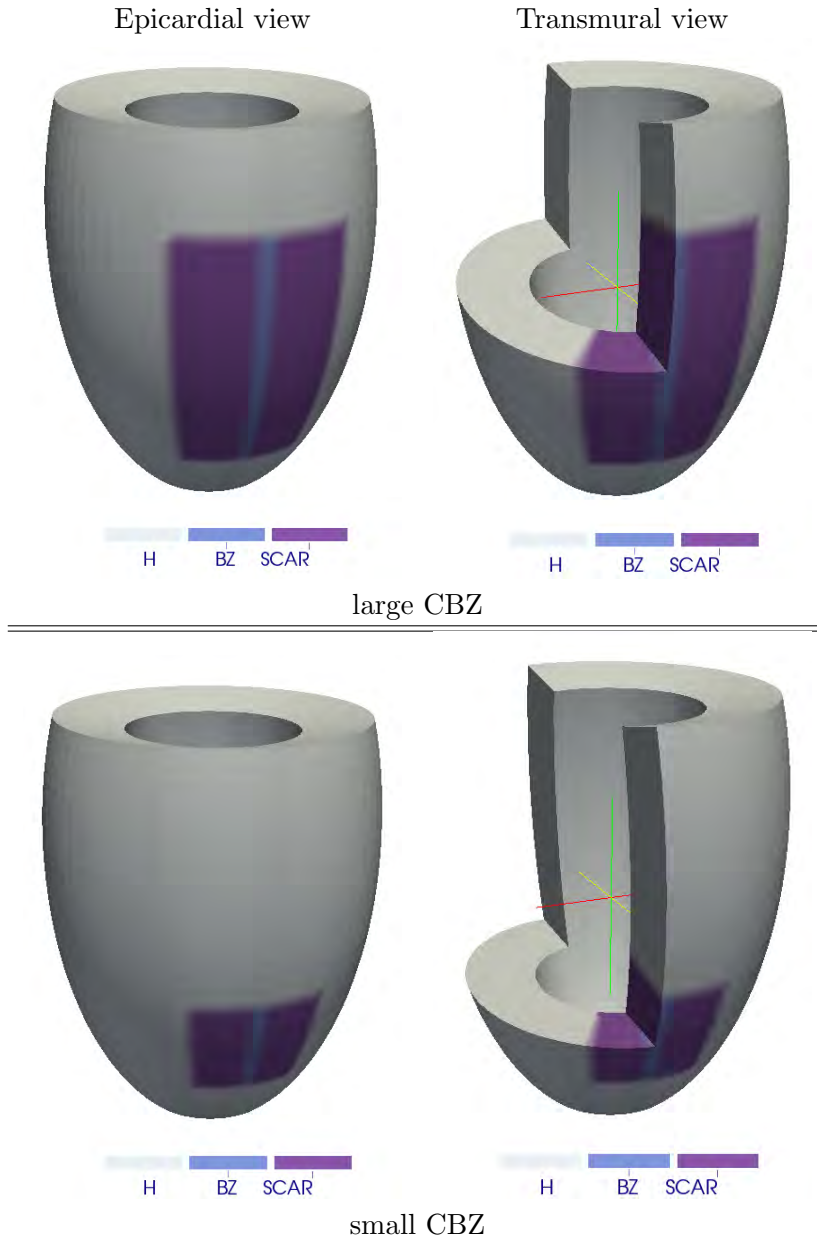 Epicardial view Transmural view
H BZ SCAR H BZ SCAR
large CBZ
H BZ SCAR H BZ SCAR
small CBZ